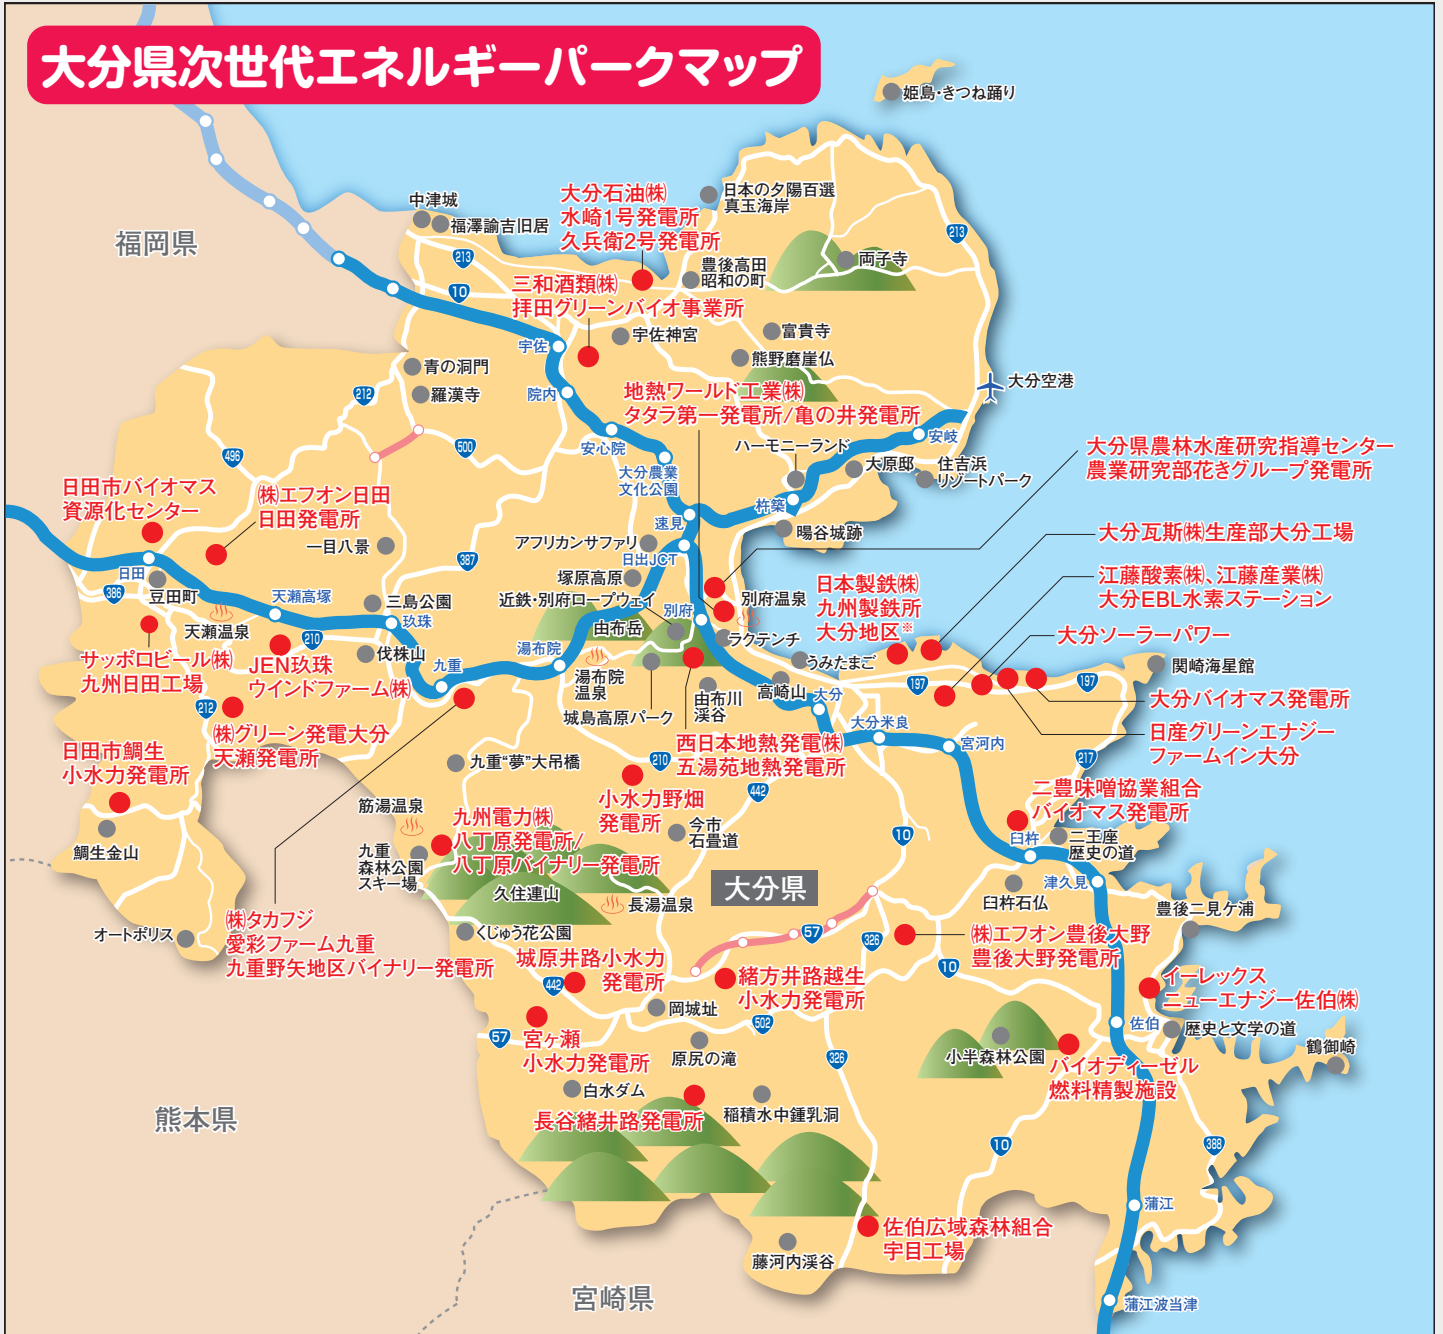 大分県次世代エネルギーパークマップ
姫島・きつね踊り
福岡県
中津城
福澤諭吉旧居
大分石油㈱
水崎1号発電所
久兵衛2号発電所
日本の夕陽百選
真玉海岸
213
213
10
豊後高田
昭和の町
両子寺
三和酒類㈱
拝田グリーンバイオ事業所
宇佐神宮
富貴寺
熊野磨崖仏
宇佐
青の洞門
羅漢寺
212
院内
大分空港
地熱ワールド工業㈱
タタラ第一発電所/亀の井発電所
496
500
安心院
大分農業
文化公園
ハーモニーランド
安岐
大原邸
住吉浜
リゾートパーク
杵築
大分県農林水産研究指導センター
農業研究部花きグループ発電所
日田市バイオマス
資源化センター
㈱エフオン日田
日田発電所
速見
暘谷城跡
一目八景
アフリカンサファリ
日出JCT
大分瓦斯㈱生産部大分工場
日田
387
塚原高原
386
豆田町
天瀬高塚
三島公園
近鉄・別府ロープウェイ
別府
別府温泉
日本製鉄㈱
九州製鉄所
大分地区※
江藤酸素㈱、江藤産業㈱
大分EBL水素ステーション
天瀬温泉
玖珠
由布岳
ラクテンチ
大分ソーラーパワー
210
サッポロビール㈱
九州日田工場
JEN玖珠
ウインドファーム㈱
伐株山
九重
湯布院
湯布院
温泉
うみたまご
関崎海星館
197
197
212
城島高原パーク
由布川
渓谷
高崎山
大分
大分米良
大分バイオマス発電所
㈱グリーン発電大分
天瀬発電所
西日本地熱発電㈱
五湯苑地熱発電所
宮河内
日産グリーンエナジー
ファームイン大分
日田市鯛生
小水力発電所
九重“夢”大吊橋
210
217
小水力野畑
発電所
442
二豊味噌協業組合
バイオマス発電所
筋湯温泉
九州電力㈱
八丁原発電所/
八丁原バイナリー発電所
今市
石畳道
10
鯛生金山
九重
森林公園
スキー場
臼杵
二王座
歴史の道
大分県
久住連山
臼杵石仏
津久見
長湯温泉
豊後二見ケ浦
㈱タカフジ
愛彩ファーム九重
九重野矢地区バイナリー発電所
オートポリス
くじゅう花公園
57
326
㈱エフオン豊後大野
豊後大野発電所
城原井路小水力
発電所
10
442
緒方井路越生
小水力発電所
イーレックス
ニューエナジー佐伯㈱
岡城址
宮ヶ瀬
小水力発電所
502
佐伯
歴史と文学の道
57
原尻の滝
326
小半森林公園
鶴御崎
バイオディーゼル
燃料精製施設
熊本県
白水ダム
稲積水中鍾乳洞
長谷緒井路発電所
10
388
蒲江
佐伯広域森林組合
宇目工場
藤河内渓谷
宮崎県
蒲江波当津